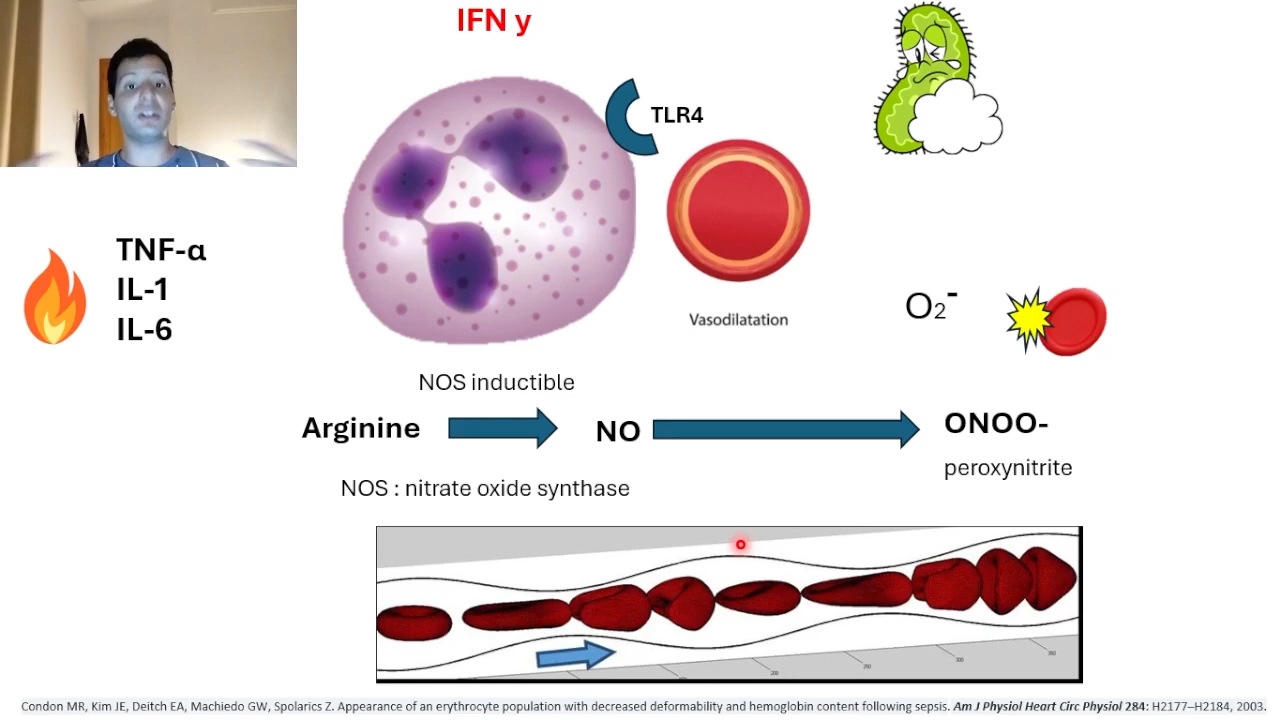 IFN y
TLR4
TNF-α
IL-1
IL-6
Vasodilatation
O2-
NOS inductible
Arginine
NO
ONOO-
peroxynitrite
NOS : nitrate oxide synthase
Condon MR, Kim JE, Deitch EA, Machiedo GW, Spolarics Z. Appearance of an erythrocyte population with decreased deformability and hemoglobin content following sepsis. Am J Physiol Heart Circ Physiol 284: H2177–H2184, 2003.